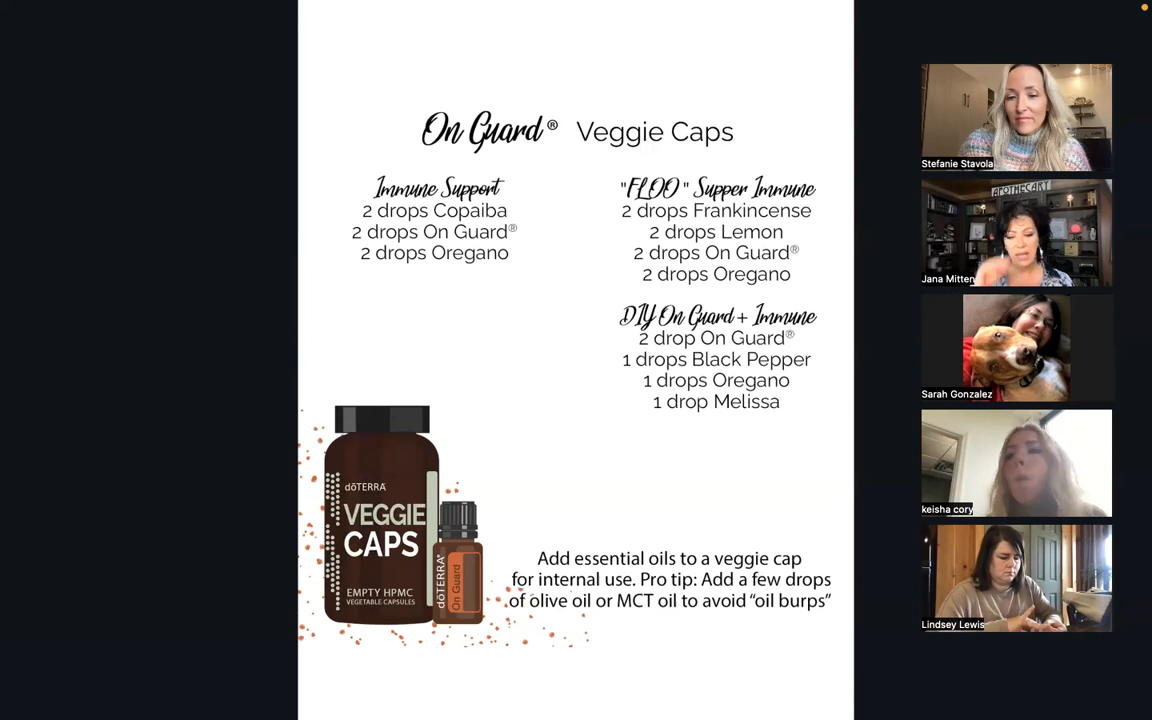 On Guard® Veggie Caps
Immune Support
2 drops Copaiba
2 drops On Guard®
2 drops Oregano
"FLOO" Supper Immune
2 drops Frankincense
2 drops Lemon
2 drops On Guard®
2 drops Oregano
DIY On Guard + Immune
2 drop On Guard®
1 drops Black Pepper
1 drops Oregano
1 drop Melissa
dōTERRA
VEGGIE
CAPS
EMPTY HPMC
VEGETABLE CAPSULES
dōTERRA®
On Guard
Add essential oils to a veggie cap
for internal use. Pro tip: Add a few drops
of olive oil or MCT oil to avoid “oil burps”
Stefanie Stavola
APOTHECARY
Jana Mitten
Sarah Gonzalez
keisha cory
Lindsey Lewis